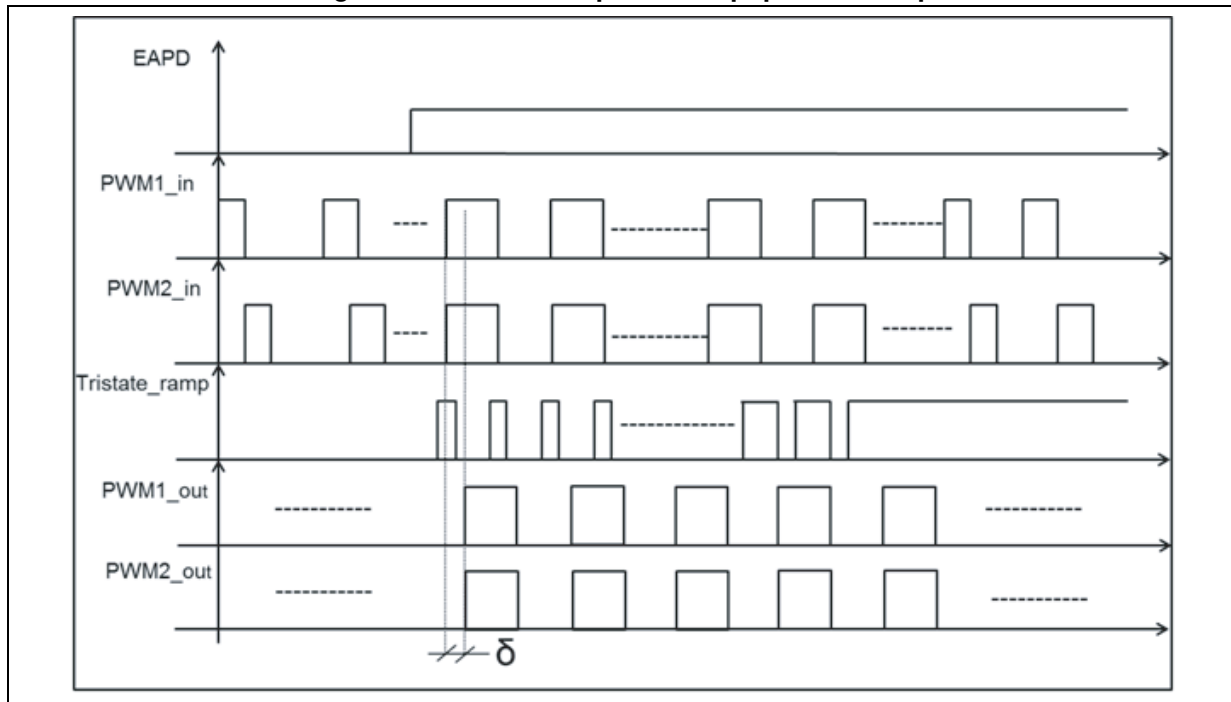 EAPD
PWM1_in
PWM2_in
Tristate_ramp
PWM1_out
PWM2_out
δ